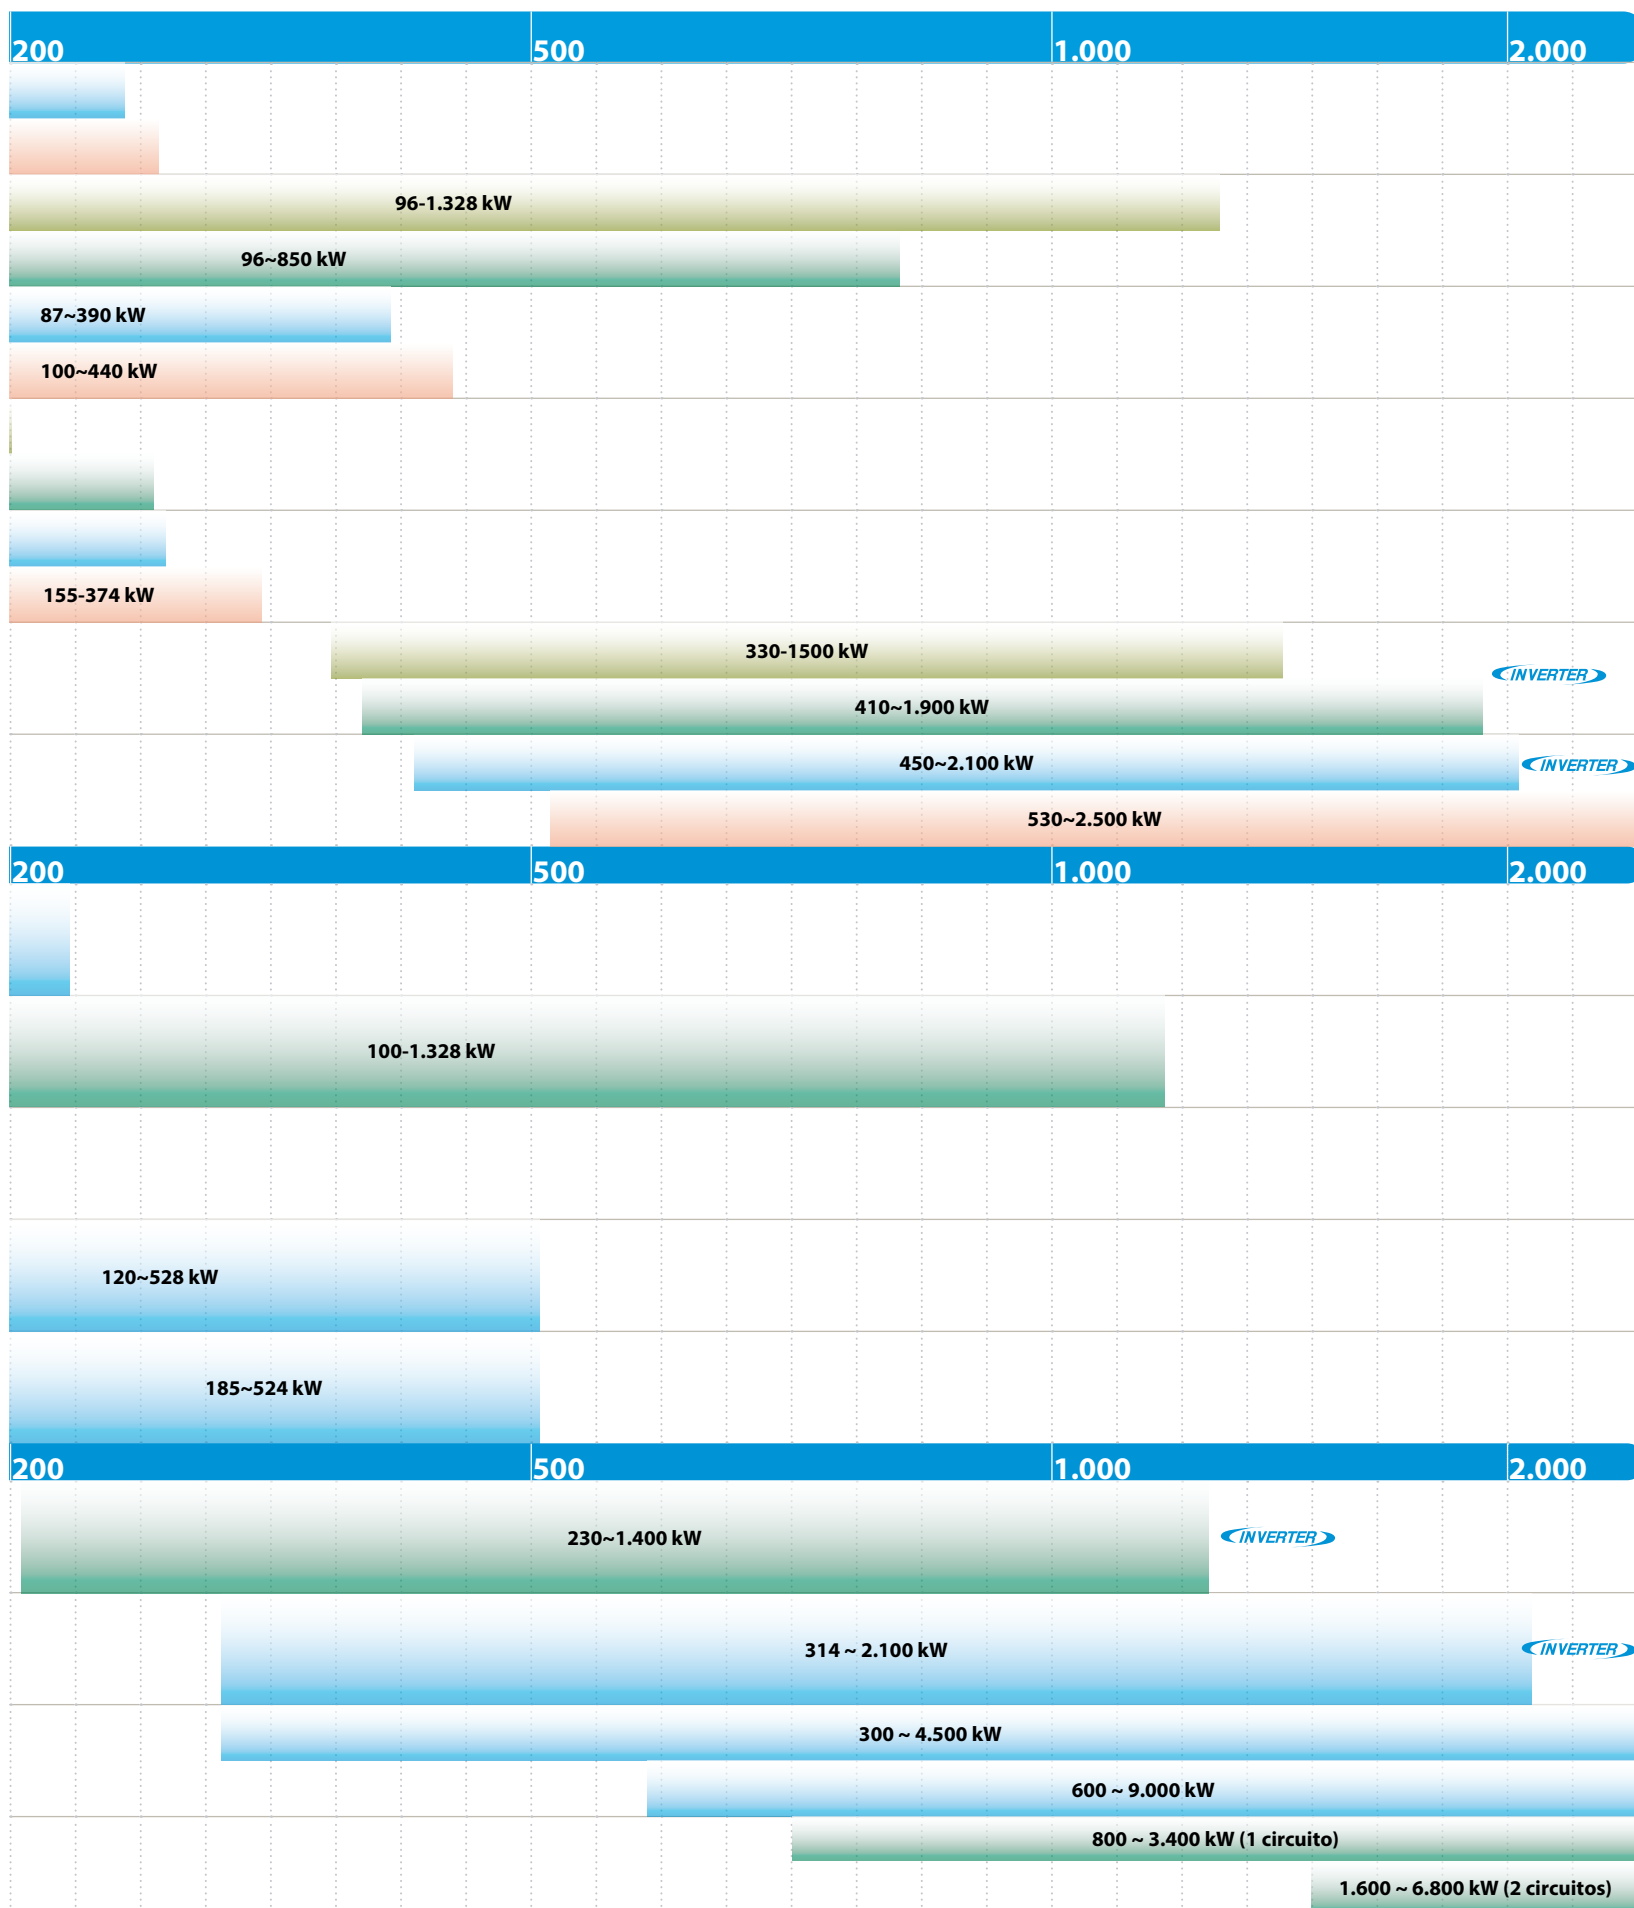 200 500 1.000 2.000
96-1.328 kW
96~850 kW
87~390 kW
100~440 kW
155-374 kW
330-1500 kW
INVERTER
410~1.900 kW
450~2.100 kW
INVERTER
530~2.500 kW
200 500 1.000 2.000
100-1.328 kW
120~528 kW
185~524 kW
200 500 1.000 2.000
230~1.400 kW
INVERTER
314 ~ 2.100 kW
INVERTER
300 ~ 4.500 kW
600 ~ 9.000 kW
800 ~ 3.400 kW (1 circuito)
1.600 ~ 6.800 kW (2 circuitos)